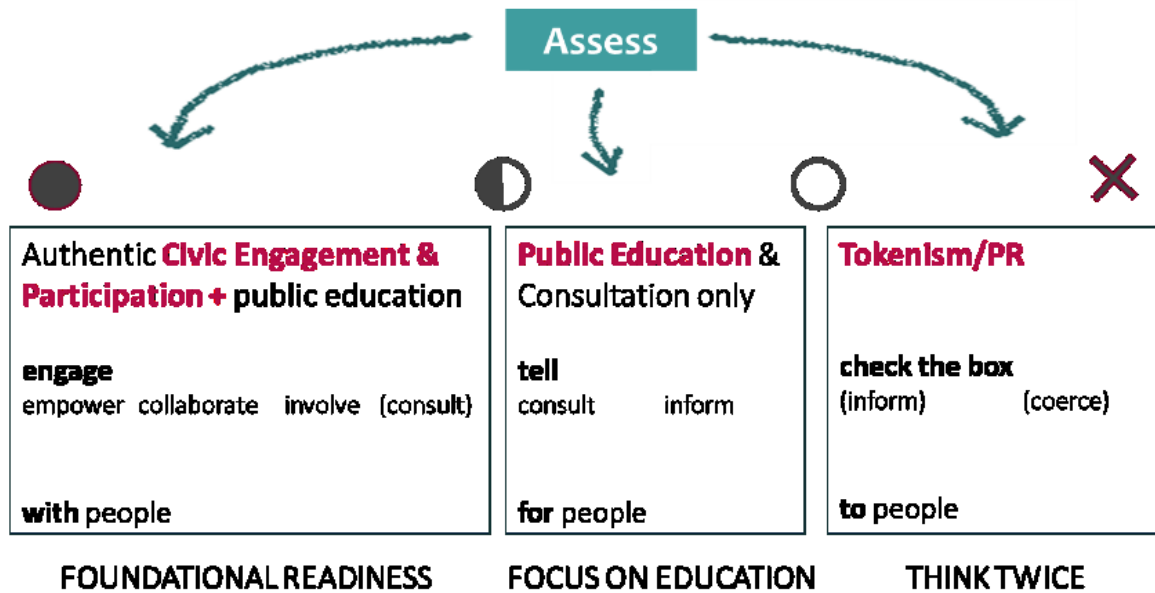 Assess
Authentic Civic Engagement &
Participation + public education
engage
empower collaborate involve (consult)
with people
Public Education &
Consultation only
tell
consult inform
for people
Tokenism/PR
check the box
(inform) (coerce)
to people
FOUNDATIONAL READINESS
FOCUS ON EDUCATION
THINK TWICE